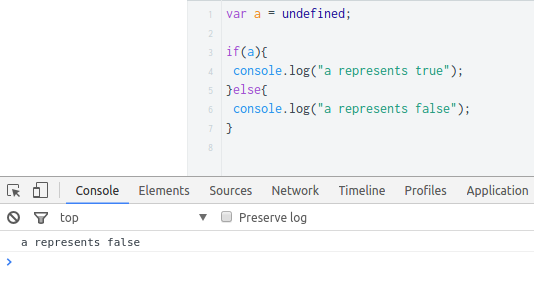 1 var a = undefined;
2
3 if(a){
4 console.log("a represents true");
5 }else{
6 console.log("a represents false");
7 }
8
Console Elements Sources Network Timeline Profiles Application
top Preserve log
a represents false
>